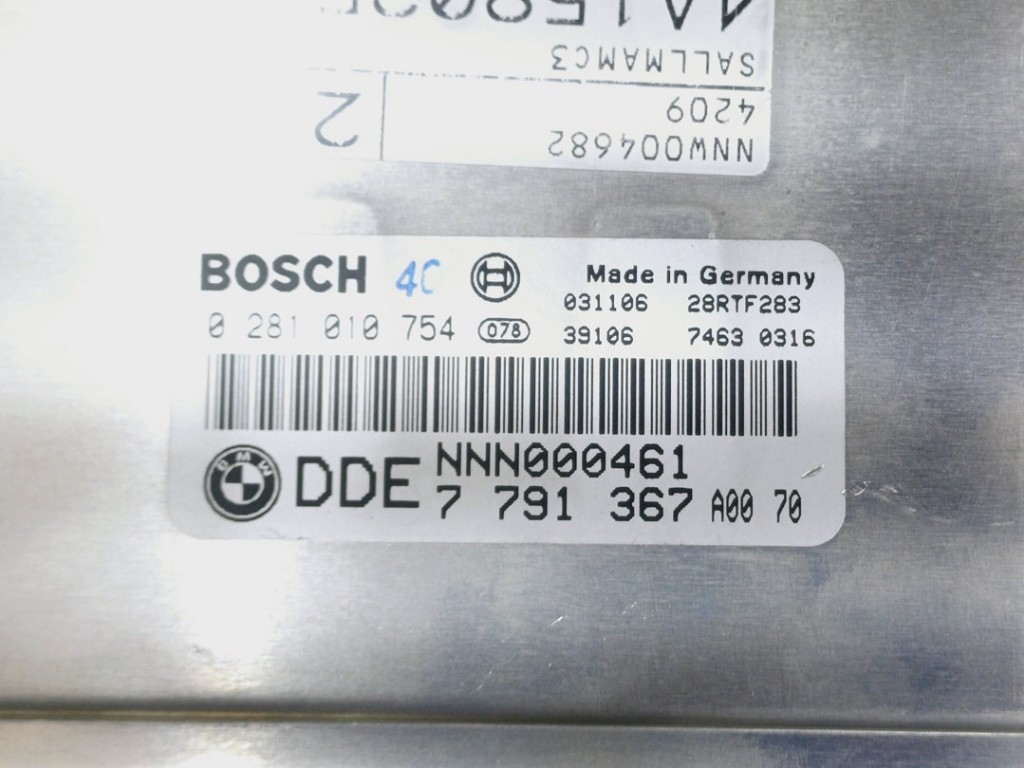 SALLMAMC3
4209
2
NNW004682
BOSCH 4C
Made in Germany
0 281 010 754 078
031106 28RTF283
39106 7463 0316
BMW
DDE NNN000461
7 791 367 A00 70